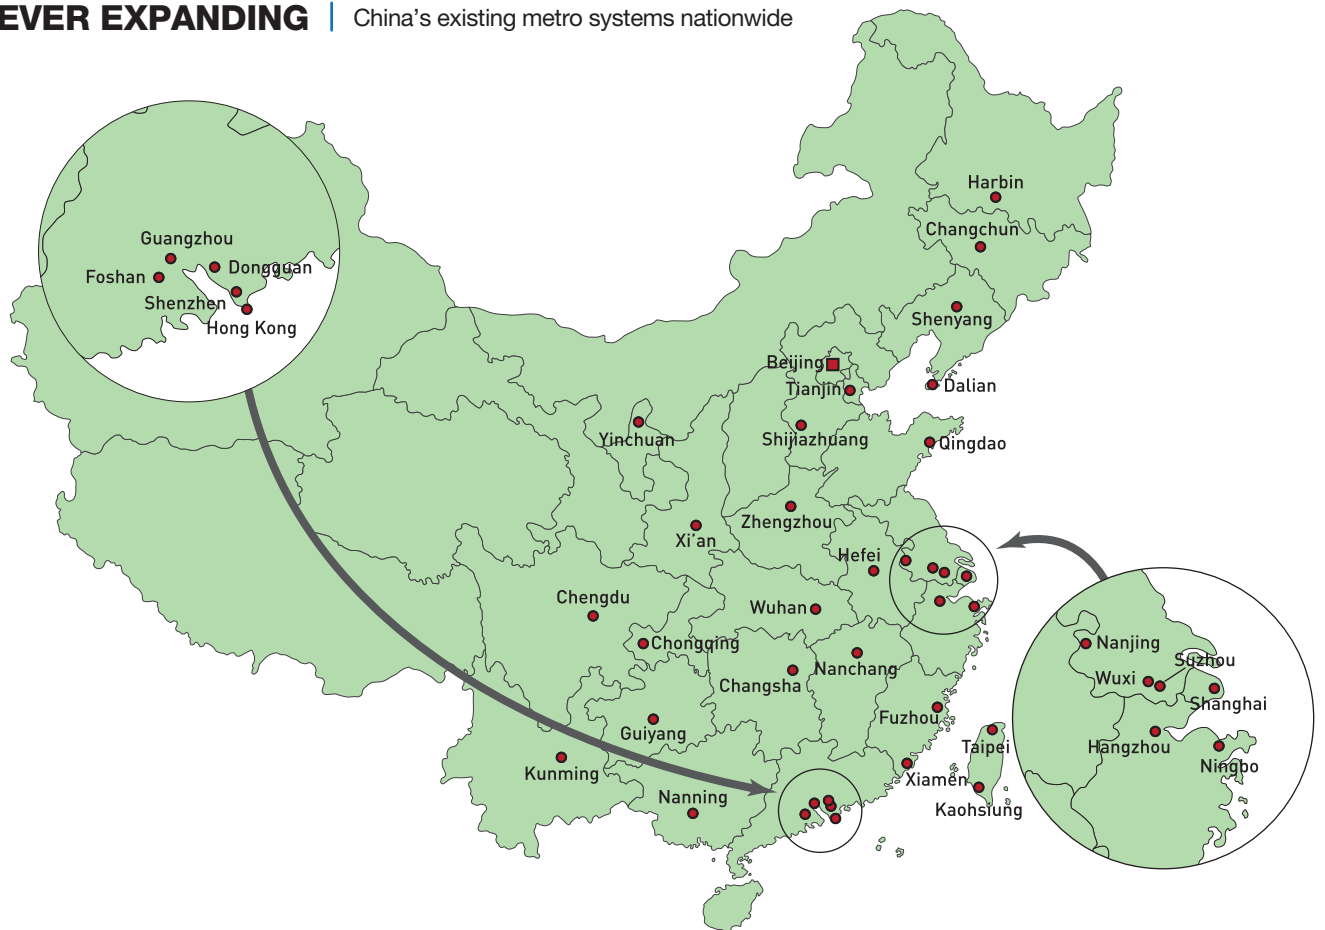 EVER EXPANDING | China's existing metro systems nationwide
Harbin
Guangzhou
Changchun
Dongguan
Foshan
Shenzhen
Hong Kong
Shenyang
Beijing
Tianjin
Dalian
Yinchuan
Shijiazhuang
Qingdao
Zhengzhou
Xi'an
Hefei
Chengdu
Wuhan
Chongqing
Nanchang
Changsha
Nanjing
Suzhou
Wuxi
Shanghai
Fuzhou
Guiyang
Taipei
Hangzhou
Ningbo
Kunming
Xiamen
Nanning
Kaohsiung